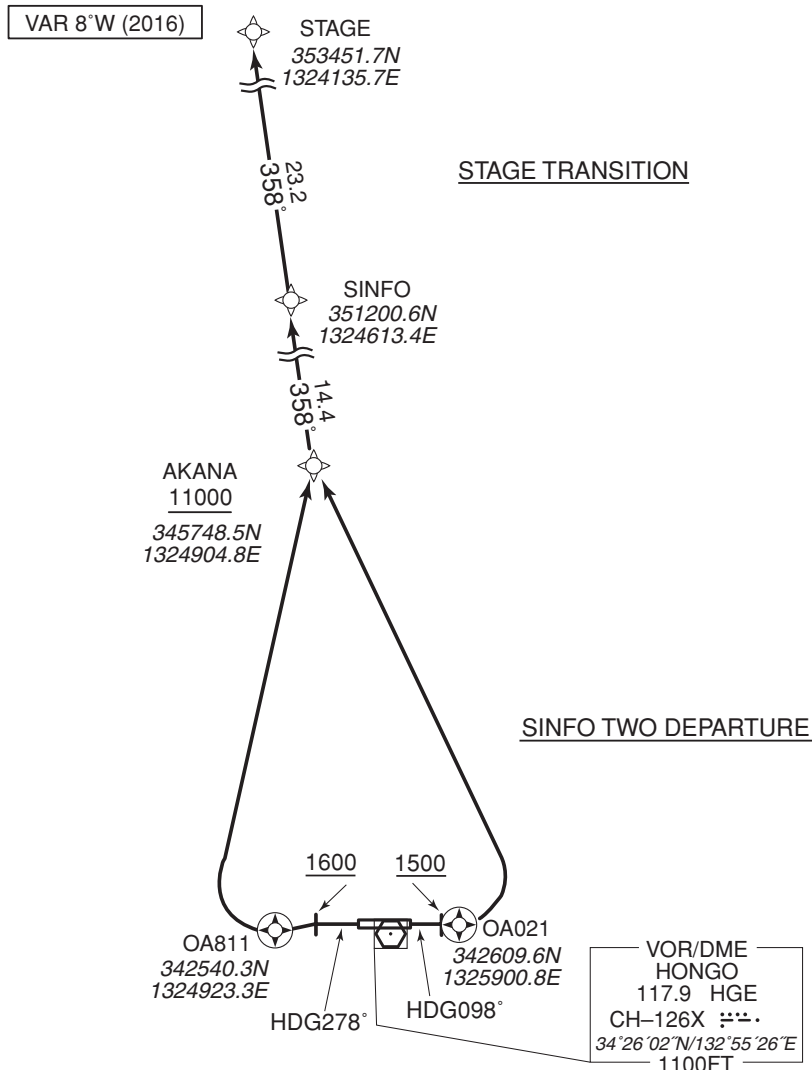 VAR 8°W (2016)
STAGE
353451.7N
1324135.7E
23.2
358°
STAGE TRANSITION
SINFO
351200.6N
1324613.4E
14.4
358°
AKANA
11000
345748.5N
1324904.8E
SINFO TWO DEPARTURE
1600
1500
OA811
342540.3N
1324923.3E
OA021
342609.6N
1325900.8E
HDG278°
HDG098°
VOR/DME
HONGO
117.9 HGE
CH–126X
34°26′02″N/132°55′26″E
1100FT